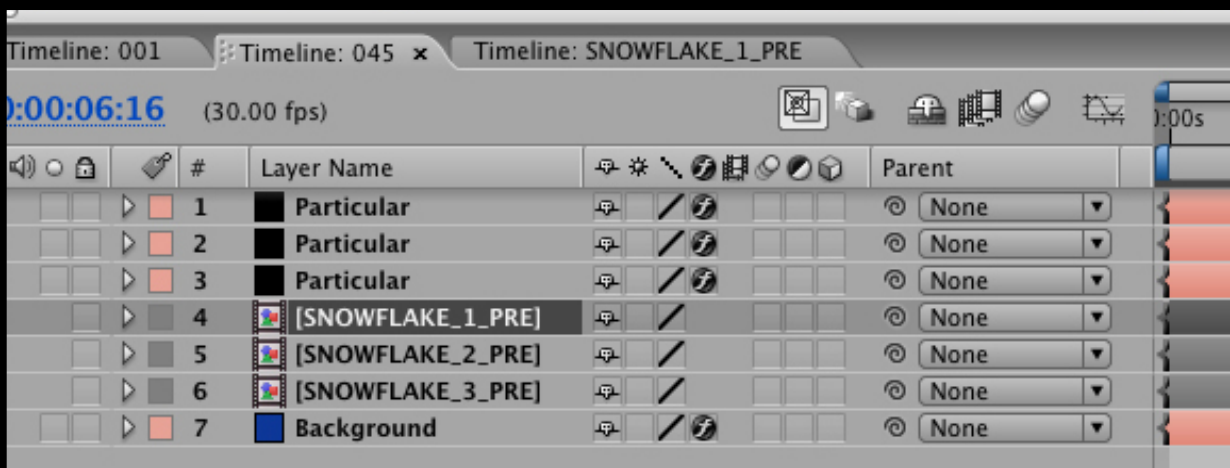 Timeline: 001 Timeline: 045 x Timeline: SNOWFLAKE_1_PRE
0:00:06:16 (30.00 fps) 0:00s
# Layer Name Parent
1 Particular None
2 Particular None
3 Particular None
4 [SNOWFLAKE_1_PRE] None
5 [SNOWFLAKE_2_PRE] None
6 [SNOWFLAKE_3_PRE] None
7 Background None